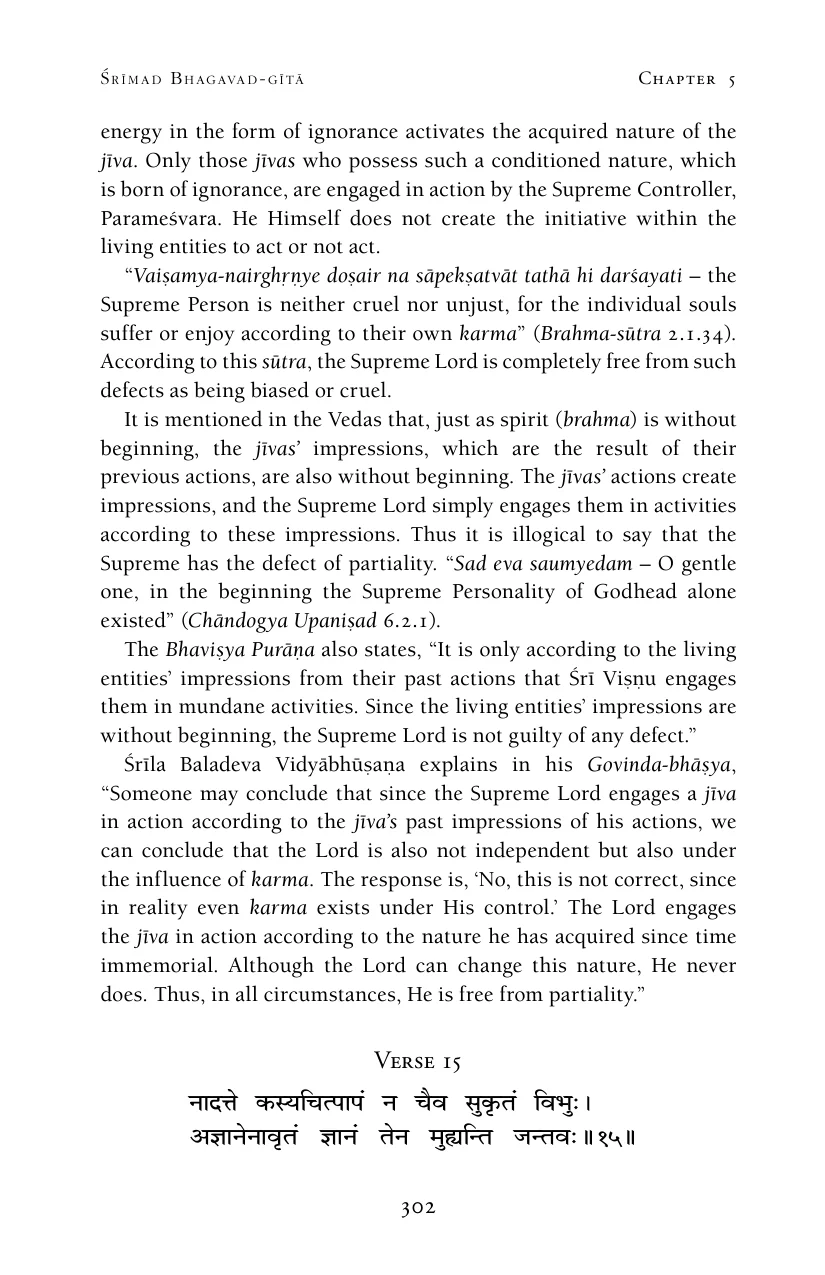 Śrīmad Bhagavad-gītā Chapter 5
energy in the form of ignorance activates the acquired nature of the
jīva. Only those jīvas who possess such a conditioned nature, which
is born of ignorance, are engaged in action by the Supreme Controller,
Parameśvara. He Himself does not create the initiative within the
living entities to act or not act.
“Vaiṣamya-nairghṛṇye doṣair na sāpekṣatvāt tathā hi darśayati – the
Supreme Person is neither cruel nor unjust, for the individual souls
suffer or enjoy according to their own karma” (Brahma-sūtra 2.1.34).
According to this sūtra, the Supreme Lord is completely free from such
defects as being biased or cruel.
It is mentioned in the Vedas that, just as spirit (brahma) is without
beginning, the jīvas’ impressions, which are the result of their
previous actions, are also without beginning. The jīvas’ actions create
impressions, and the Supreme Lord simply engages them in activities
according to these impressions. Thus it is illogical to say that the
Supreme has the defect of partiality. “Sad eva saumyedam – O gentle
one, in the beginning the Supreme Personality of Godhead alone
existed” (Chāndogya Upaniṣad 6.2.1).
The Bhaviṣya Purāṇa also states, “It is only according to the living
entities’ impressions from their past actions that Śrī Viṣṇu engages
them in mundane activities. Since the living entities’ impressions are
without beginning, the Supreme Lord is not guilty of any defect.”
Śrīla Baladeva Vidyābhūṣaṇa explains in his Govinda-bhāṣya,
“Someone may conclude that since the Supreme Lord engages a jīva
in action according to the jīva’s past impressions of his actions, we
can conclude that the Lord is also not independent but also under
the influence of karma. The response is, ‘No, this is not correct, since
in reality even karma exists under His control.’ The Lord engages
the jīva in action according to the nature he has acquired since time
immemorial. Although the Lord can change this nature, He never
does. Thus, in all circumstances, He is free from partiality.”
Verse 15
नादत्ते कस्यचित्पापं न चैव सुकृतं विभुः।
अज्ञानेनावृतं ज्ञानं तेन मुह्यन्ति जन्तवः॥१५॥
302